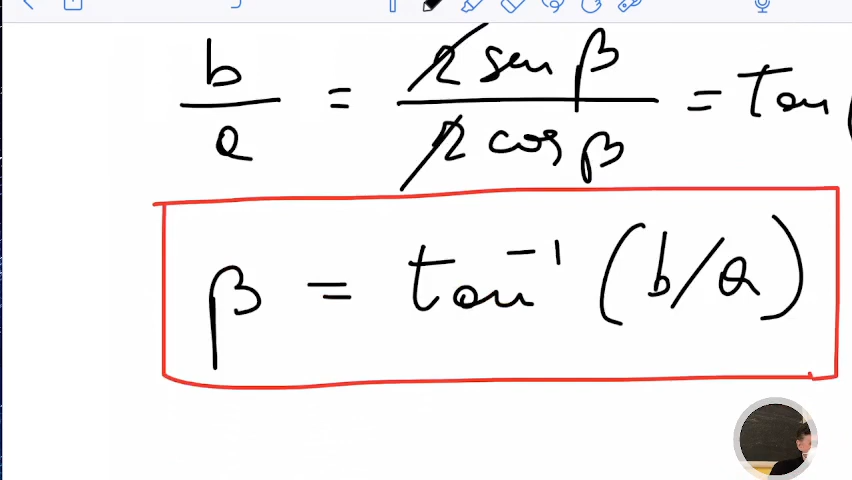 b/a = r sen β / r cos β = tan (
β = tan⁻¹ (b/a)